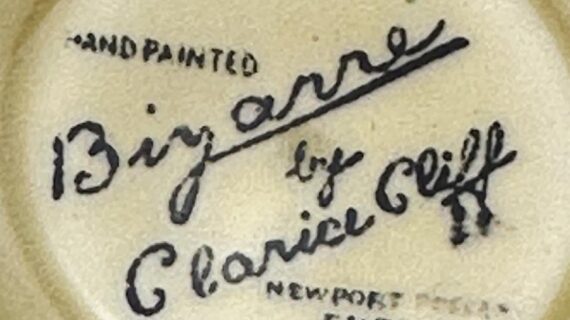 HAND PAINTED
Bizarre
by
Clarice Cliff
NEWPORT